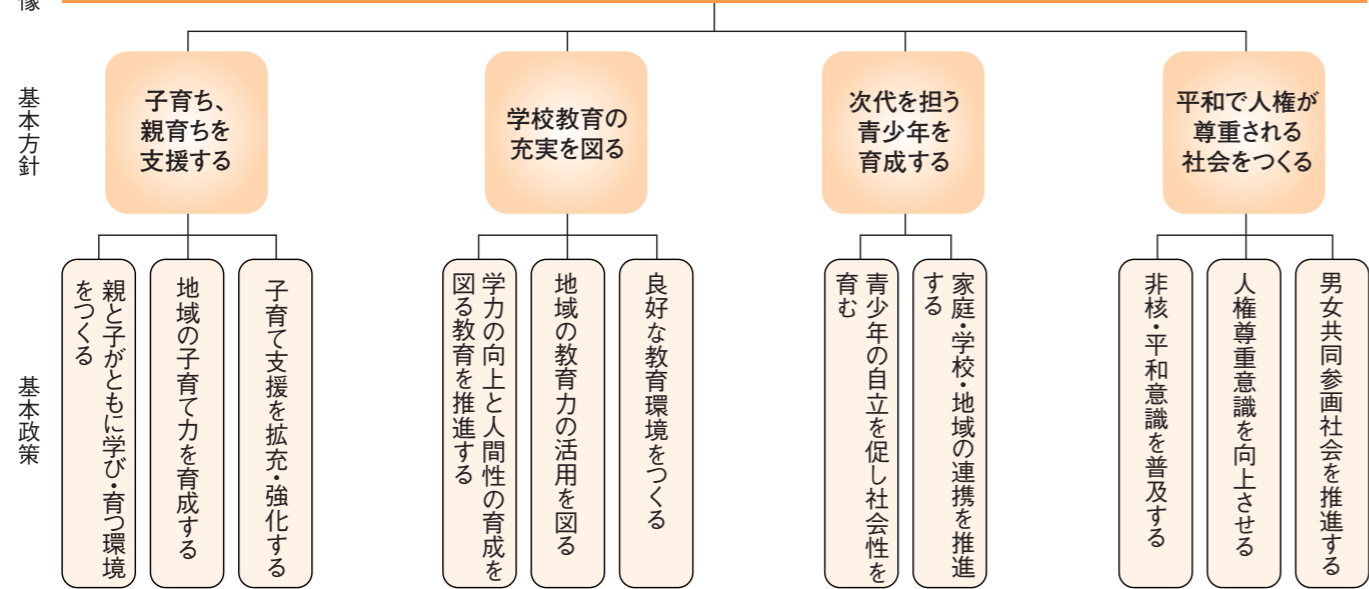 像
基本方針
子育ち、
親育ちを
支援する
学校教育の
充実を図る
次代を担う
青少年を
育成する
平和で人権が
尊重される
社会をつくる
基本政策
親と子がともに学び・育つ環境
をつくる
地域の子育て力を育成する
子育て支援を拡充・強化する
学力の向上と人間性の育成を
図る教育を推進する
地域の教育力の活用を図る
良好な教育環境をつくる
青少年の自立を促し社会性を
育む
家庭・学校・地域の連携を推進
する
非核・平和意識を普及する
人権尊重意識を向上させる
男女共同参画社会を推進する